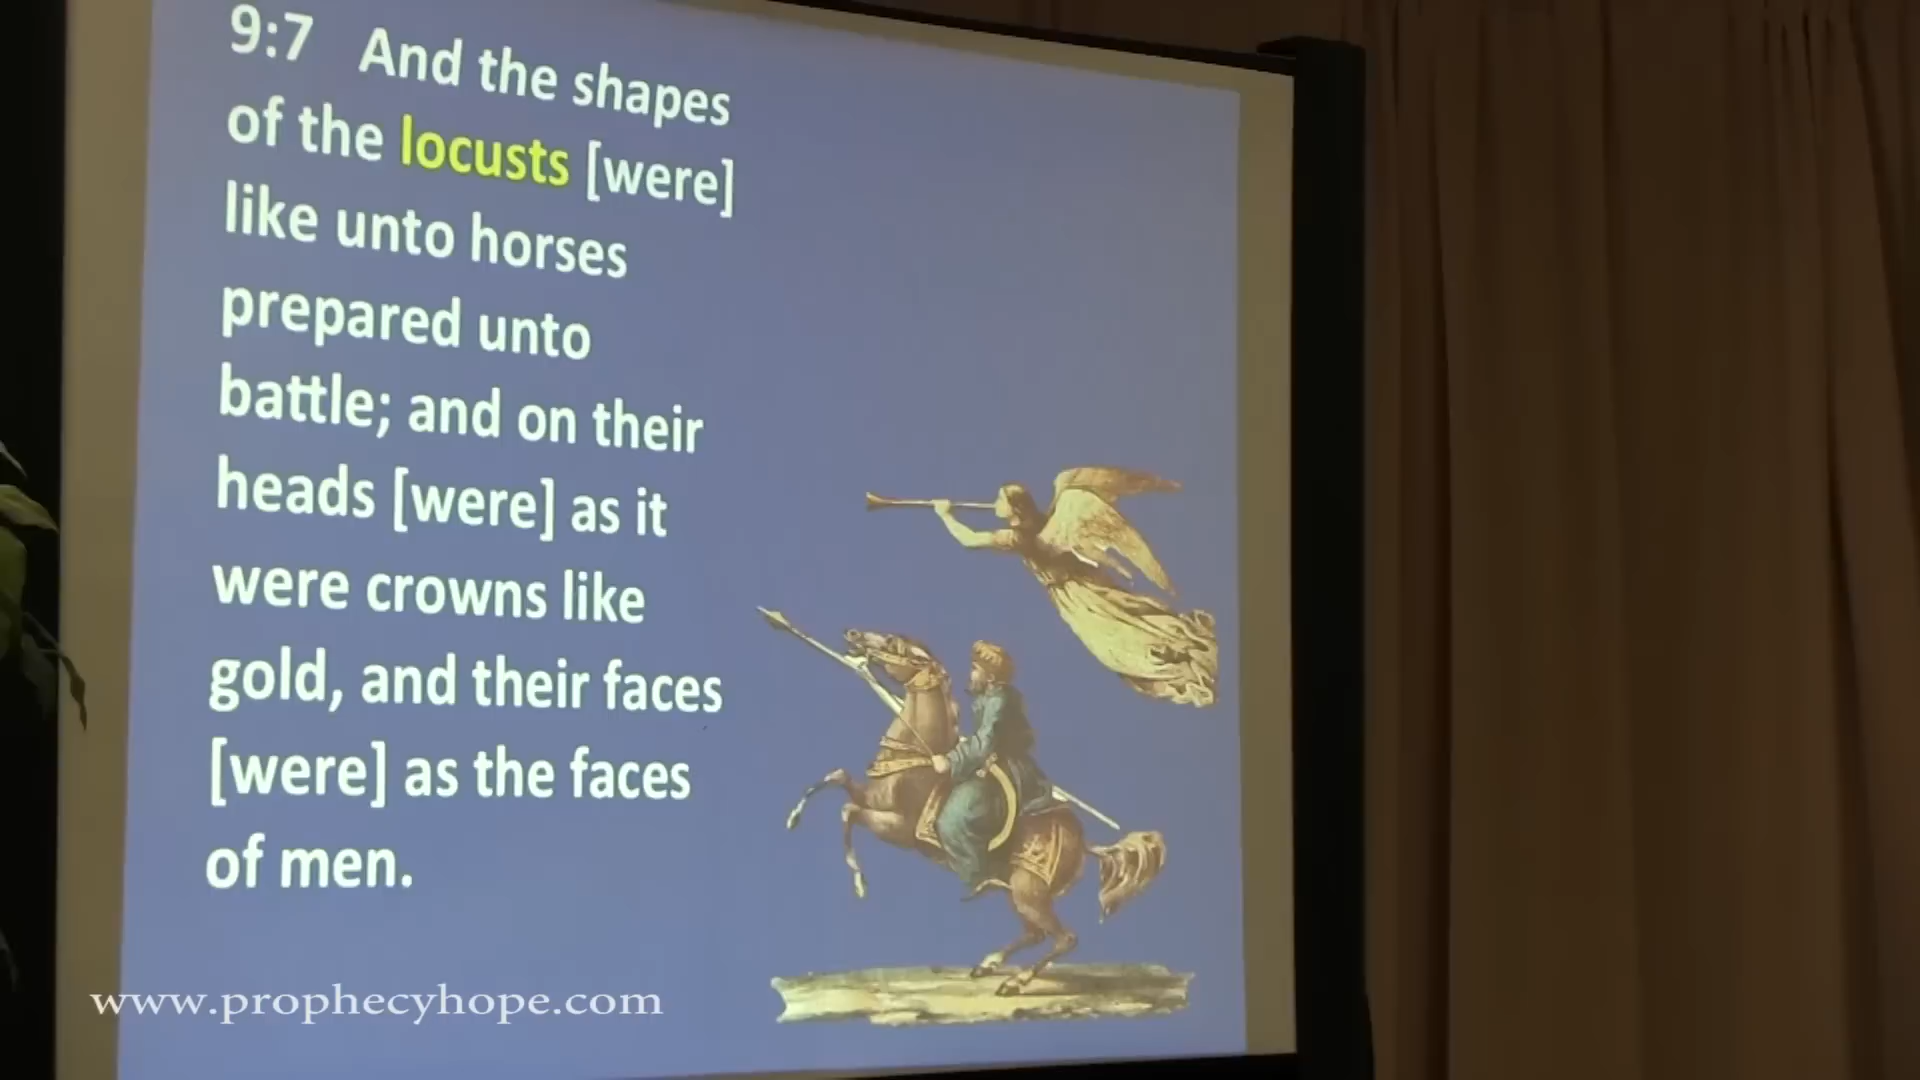 9:7 And the shapes
of the locusts [were]
like unto horses
prepared unto
battle; and on their
heads [were] as it
were crowns like
gold, and their faces
[were] as the faces
of men.
www.prophecyhope.com